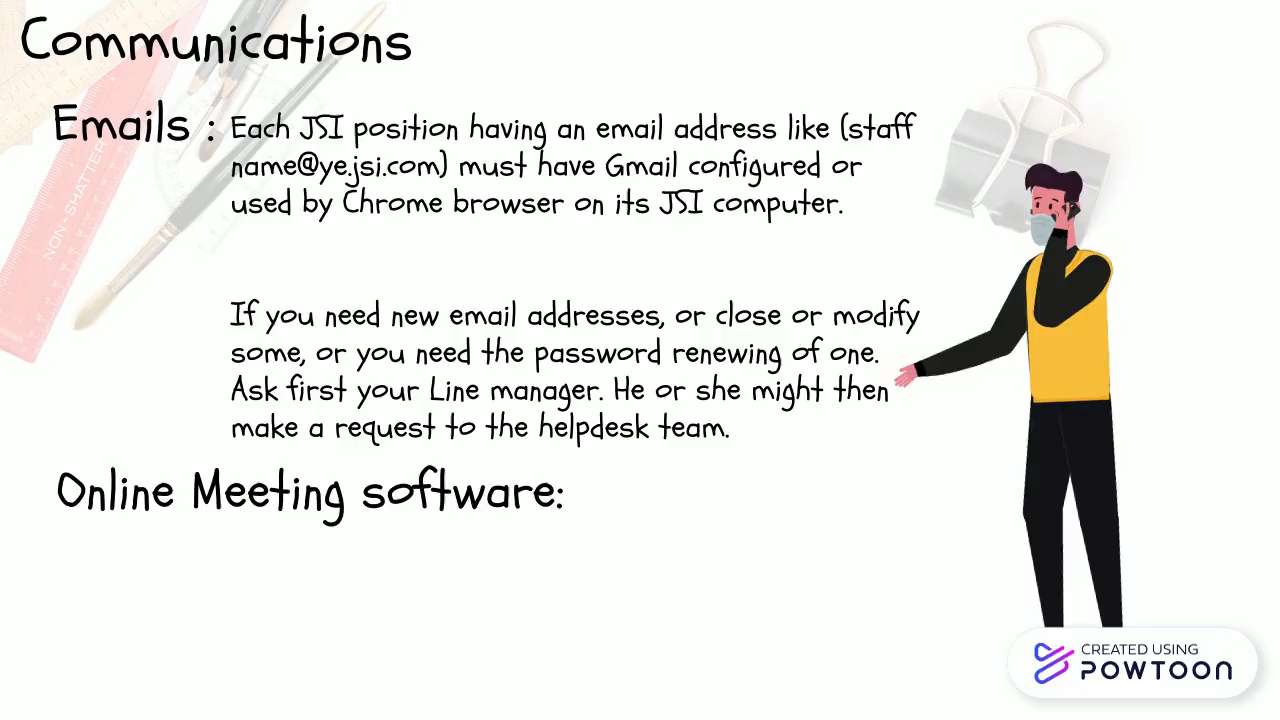 Communications
Emails : Each JSI position having an email address like (staff
name@ye.jsi.com) must have Gmail configured or
used by Chrome browser on its JSI computer.
If you need new email addresses, or close or modify
some, or you need the password renewing of one.
Ask first your Line manager. He or she might then
make a request to the helpdesk team.
Online Meeting software:
NON-SHATTER
CREATED USING
POWTOON